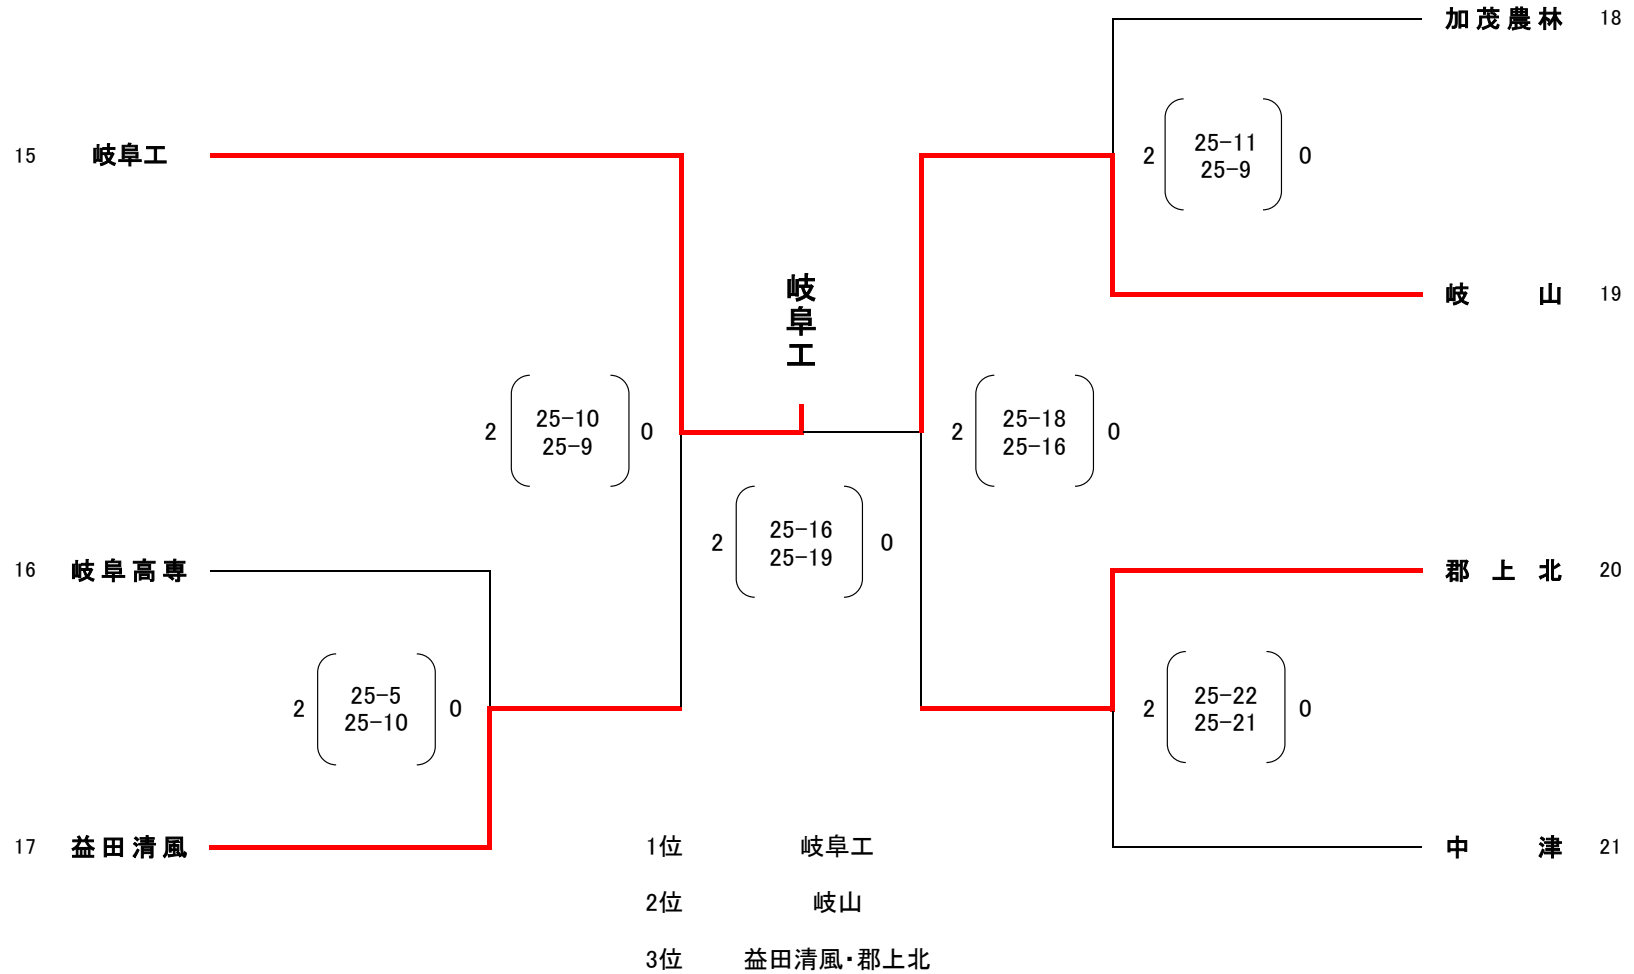 加茂農林 18
15 岐阜工
2 25-11 0
25-9
岐阜工
岐 山 19
2 25-10 0
25-9
2 25-18 0
25-16
2 25-16 0
25-19
16 岐阜高専
郡上北 20
2 25-5 0
25-10
2 25-22 0
25-21
17 益田清風
中 津 21
1位 岐阜工
2位 岐山
3位 益田清風・郡上北